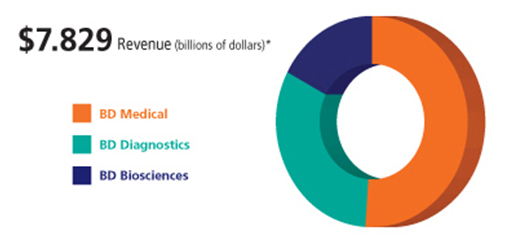 $7.829 Revenue (billions of dollars)*
BD Medical
BD Diagnostics
BD Biosciences